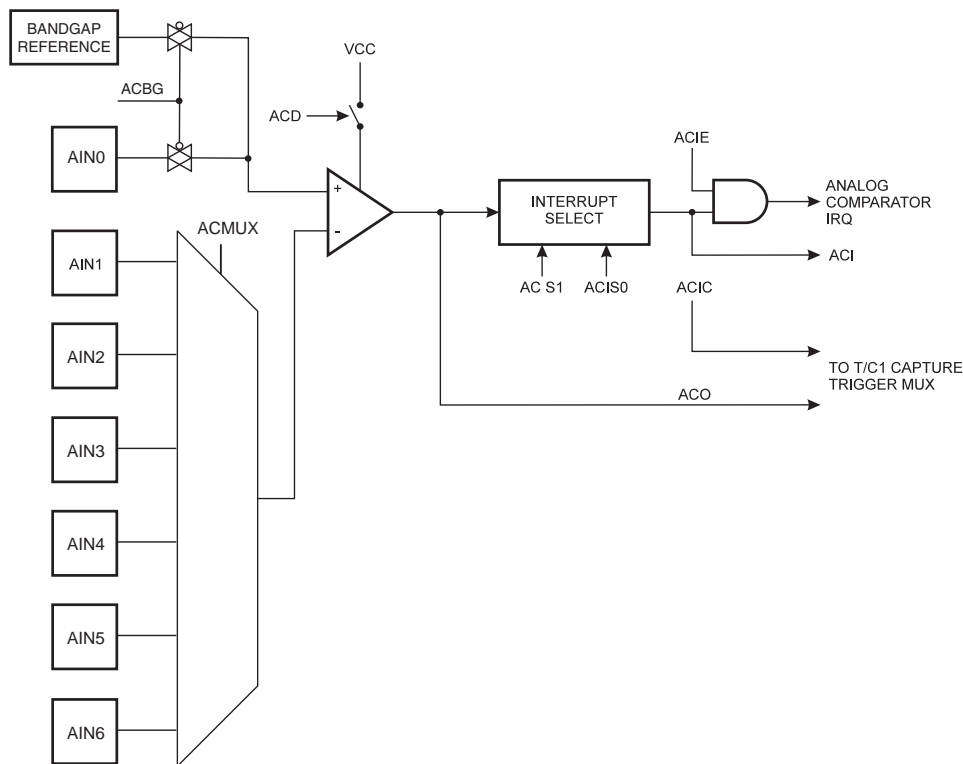 BANDGAP
REFERENCE
ACBG
AIN0
VCC
ACD
+
-
ACMUX
AIN1
AIN2
AIN3
AIN4
AIN5
AIN6
INTERRUPT
SELECT
AC S1
ACIS0
ACIE
ANALOG
COMPARATOR
IRQ
ACI
ACIC
TO T/C1 CAPTURE
TRIGGER MUX
ACO